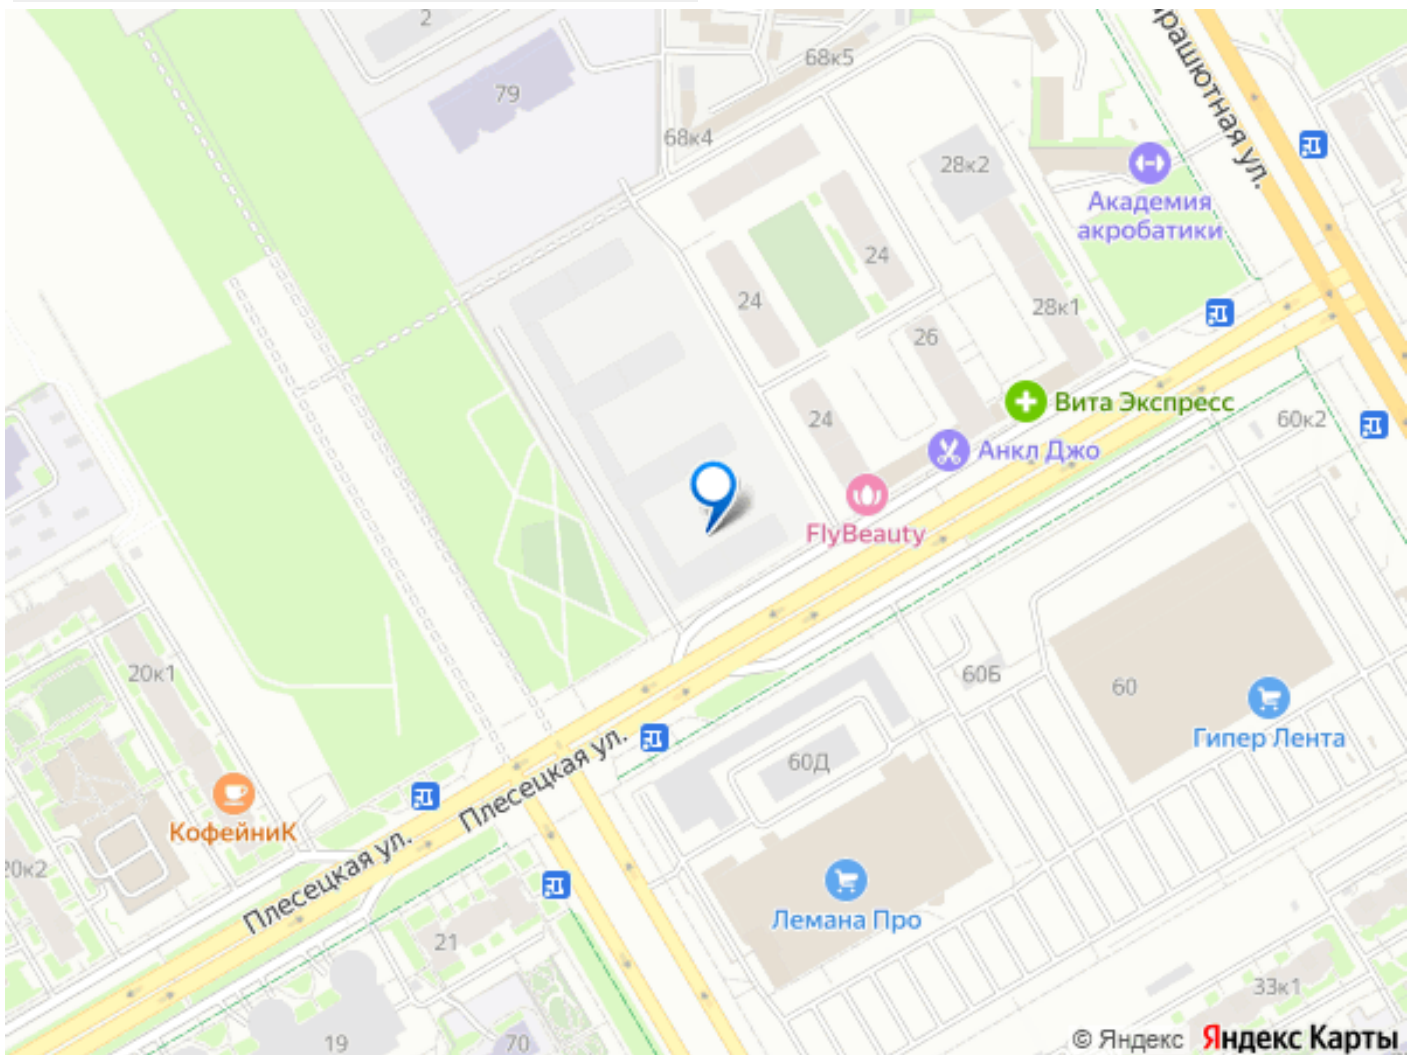 2
68к5
79
68к4
28к2
Парашютная ул.
Академия
акробатики
24
24
28к1
26
24
Вита Экспресс
60к2
Анкл Джо
FlyBeauty
20к1
60Б
60
Гипер Лента
Плесецкая ул.
60Д
КофейниК
20к2
Плесецкая ул.
Лемана Про
21
33к1
19
70
© Яндекс Яндекс Карты